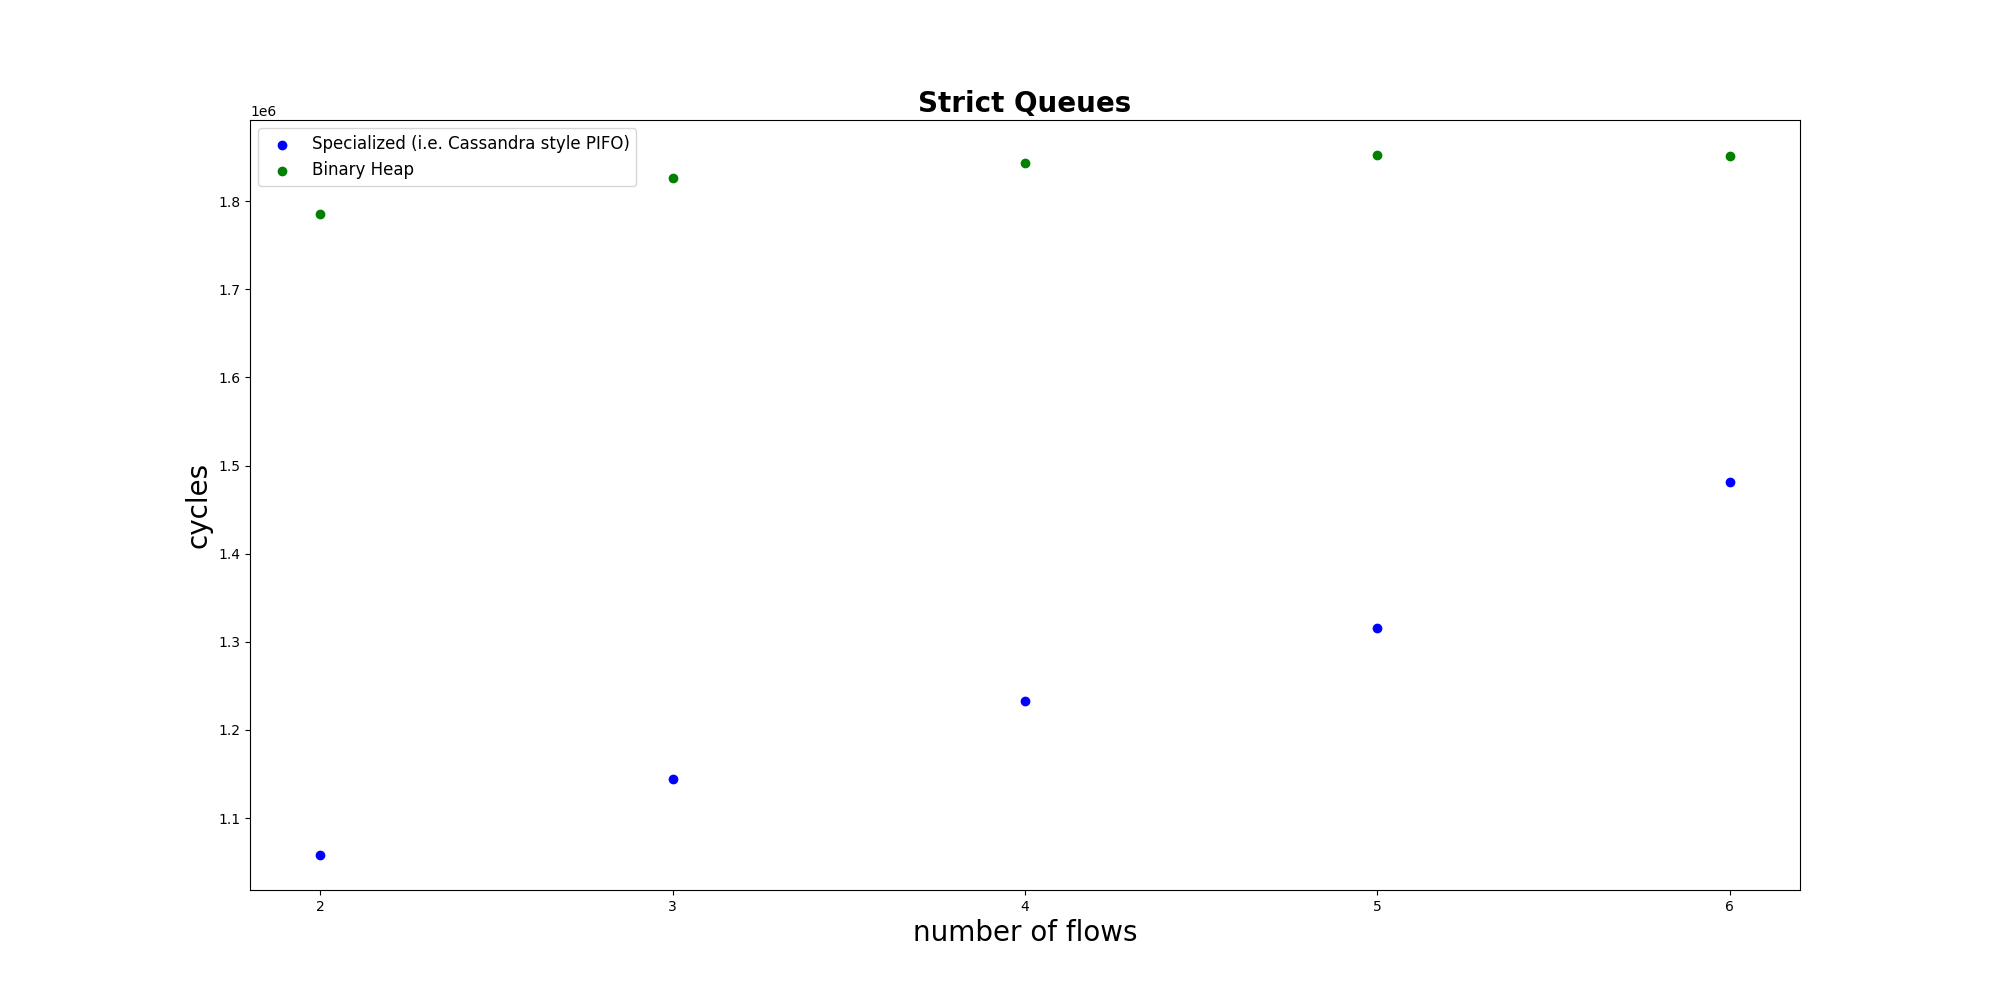 Strict Queues
1e6
Specialized (i.e. Cassandra style PIFO)
Binary Heap
1.8
1.7
1.6
1.5
1.4
1.3
1.2
1.1
cycles
2 3 4 5 6
number of flows